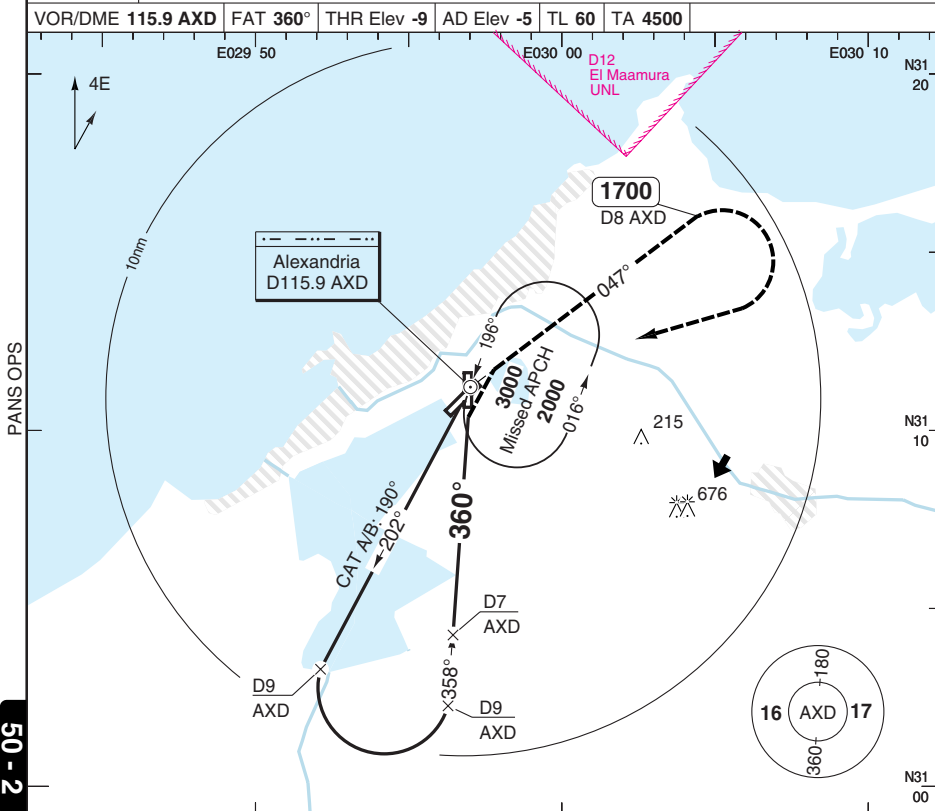 VOR/DME 115.9 AXD FAT 360° THR Elev -9 AD Elev -5 TL 60 TA 4500
E029 50
E030 00
E030 10
N31
20
4E
D12
El Maamura
UNL
1700
D8 AXD
10nm
Alexandria
D115.9 AXD
047°
196°
3000
Missed APCH
2000
016°
PANS OPS
215
N31
10
676
CAT A/B: 190°
202°
360°
D7
AXD
358°
D9
AXD
D9
AXD
180
16 AXD 17
360
N31
00
50 - 2